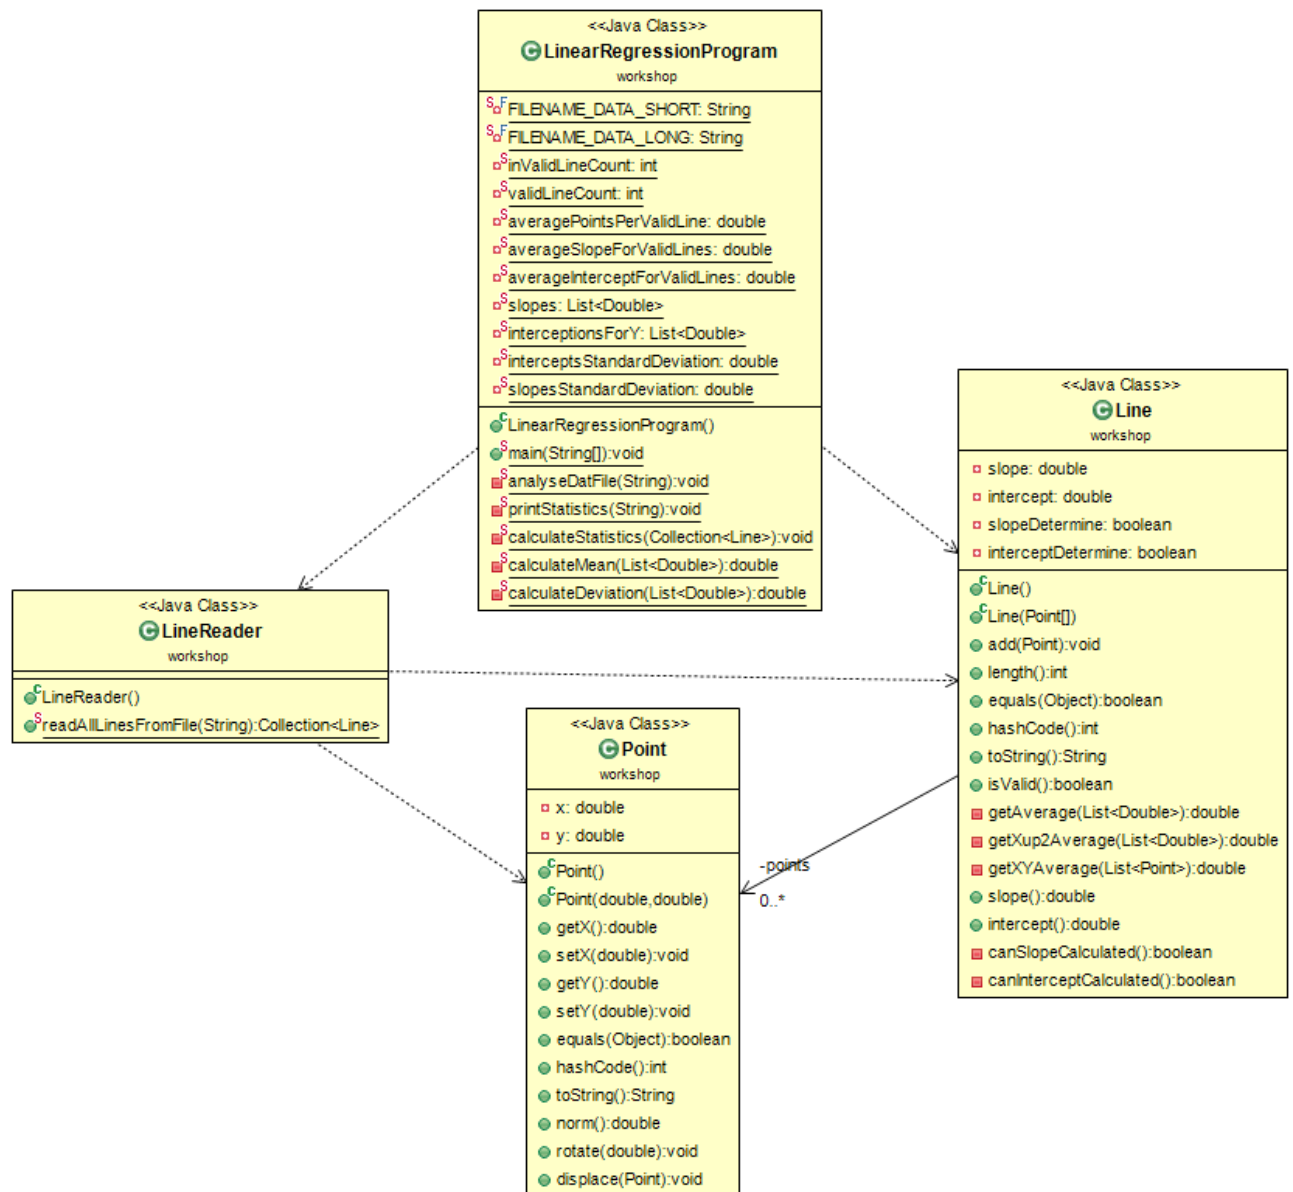 <<Java Class>>
LinearRegressionProgram
workshop
FILENAME_DATA_SHORT: String
FILENAME_DATA_LONG: String
inValidLineCount: int
validLineCount: int
averagePointsPerValidLine: double
averageSlopeForValidLines: double
averageInterceptForValidLines: double
slopes: List<Double>
interceptionsForY: List<Double>
interceptsStandardDeviation: double
slopesStandardDeviation: double
LinearRegressionProgram()
main(String[]):void
analyseDatFile(String):void
printStatistics(String):void
calculateStatistics(Collection<Line>):void
calculateMean(List<Double>):double
calculateDeviation(List<Double>):double
<<Java Class>>
LineReader
workshop
LineReader()
readAllLinesFromFile(String):Collection<Line>
<<Java Class>>
Line
workshop
slope: double
intercept: double
slopeDetermine: boolean
interceptDetermine: boolean
Line()
Line(Point[])
add(Point):void
length():int
equals(Object):boolean
hashCode():int
toString():String
isValid():boolean
getAverage(List<Double>):double
getXup2Average(List<Double>):double
getXYAverage(List<Point>):double
slope():double
intercept():double
canSlopeCalculated():boolean
canInterceptCalculated():boolean
-points
0..*
<<Java Class>>
Point
workshop
x: double
y: double
Point()
Point(double,double)
getX():double
setX(double):void
getY():double
setY(double):void
equals(Object):boolean
hashCode():int
toString():String
norm():double
rotate(double):void
displace(Point):void